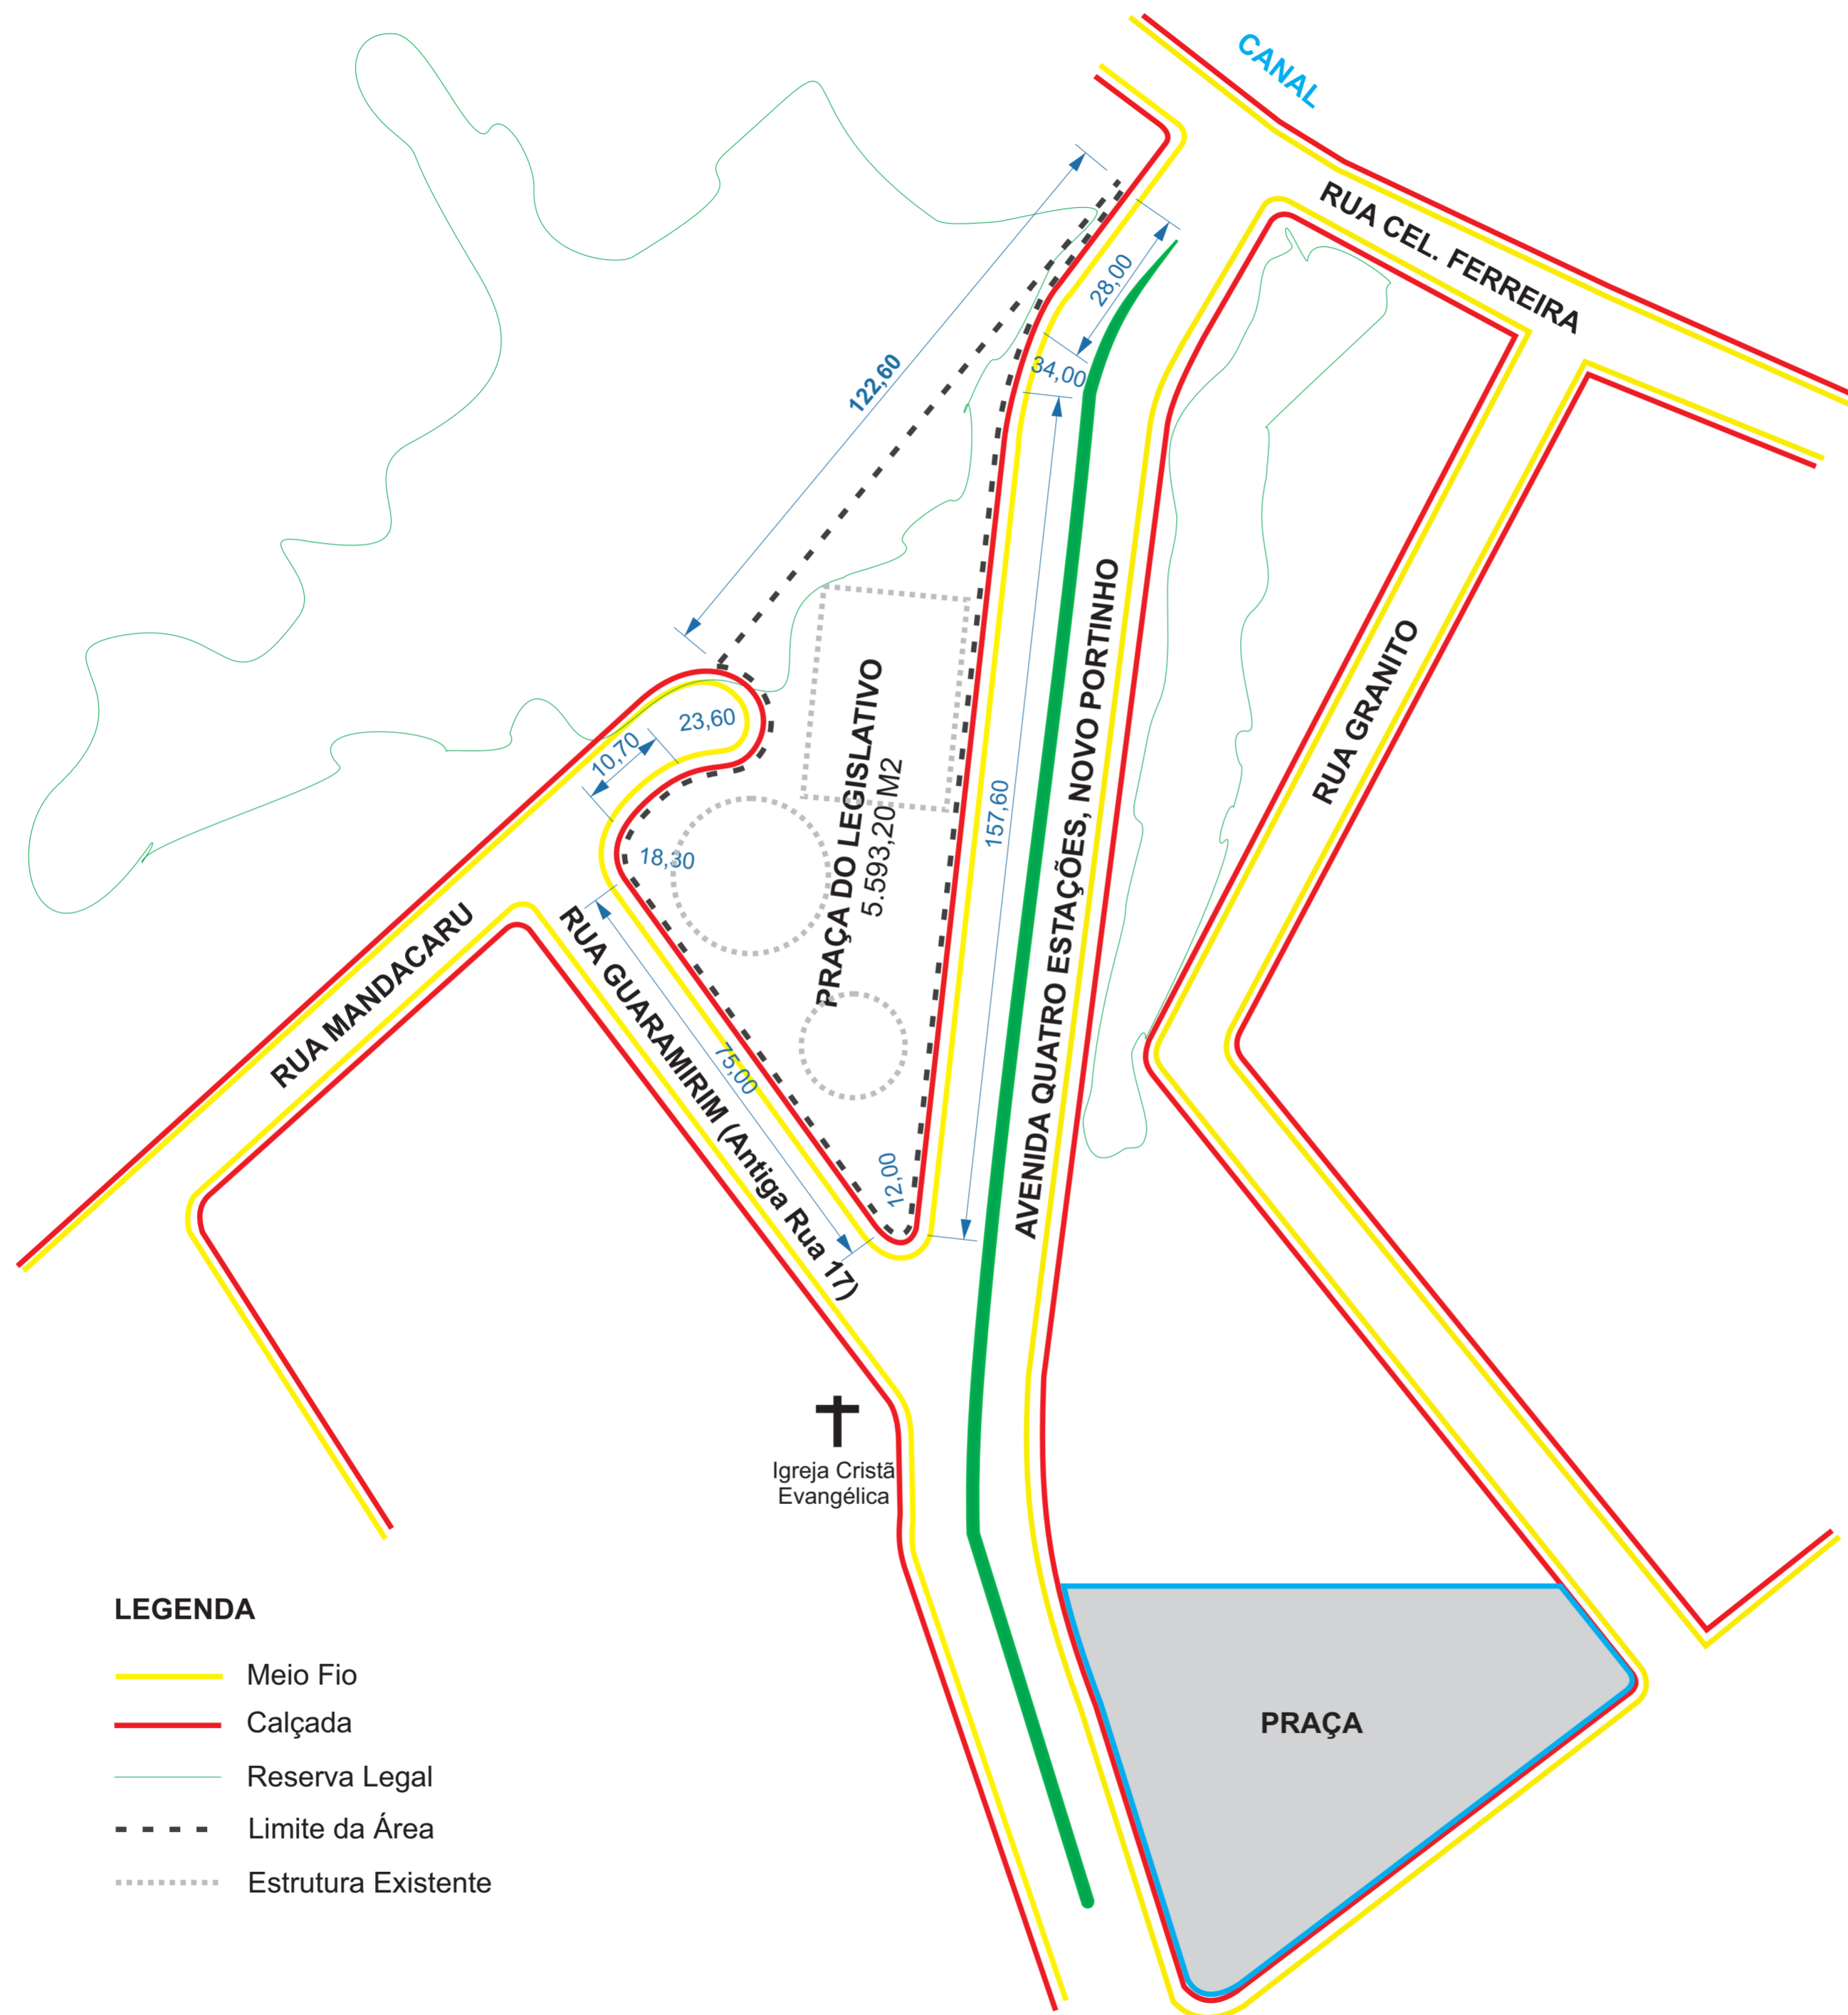 CANAL
RUA CEL. FERREIRA
28,00
34,00
122,60
AVENIDA QUATRO ESTAÇÕES, NOVO PORTINHO
RUA GRANITO
PRAÇA DO LEGISLATIVO
5.593,20 M2
23,60
10,70
157,60
18,30
RUA MANDACARU
RUA GUARAMIRIM (Antiga Rua 17)
75,00
12,00
Igreja Cristã
Evangélica
LEGENDA
Meio Fio
Calçada
Reserva Legal
Limite da Área
Estrutura Existente
PRAÇA